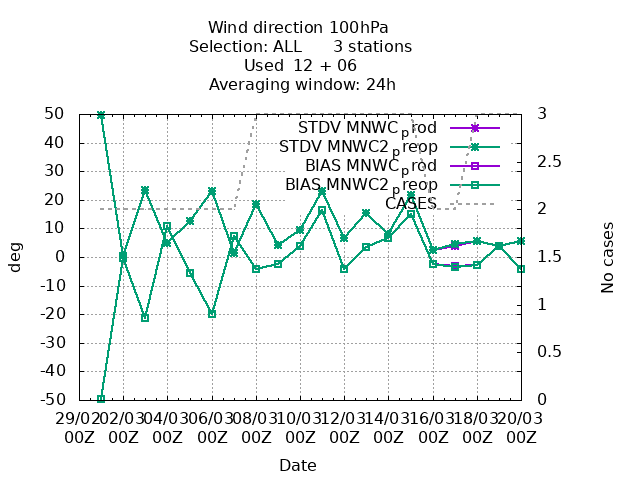 Wind direction 100hPa
Selection: ALL 3 stations
Used 12 + 06
Averaging window: 24h
50 3
40
30 2.5
20 2
10
0 1.5
-10
-20 1
-30 0.5
-40
-50 0
STDV MNWC_prod
STDV MNWC2_preop
BIAS MNWC_prod
BIAS MNWC2_preop
CASES
deg
No cases
29/02 02/03 04/03 06/03 08/03 10/03 12/03 14/03 16/03 18/03 20/03
00Z 00Z 00Z 00Z 00Z 00Z 00Z 00Z 00Z 00Z 00Z
Date